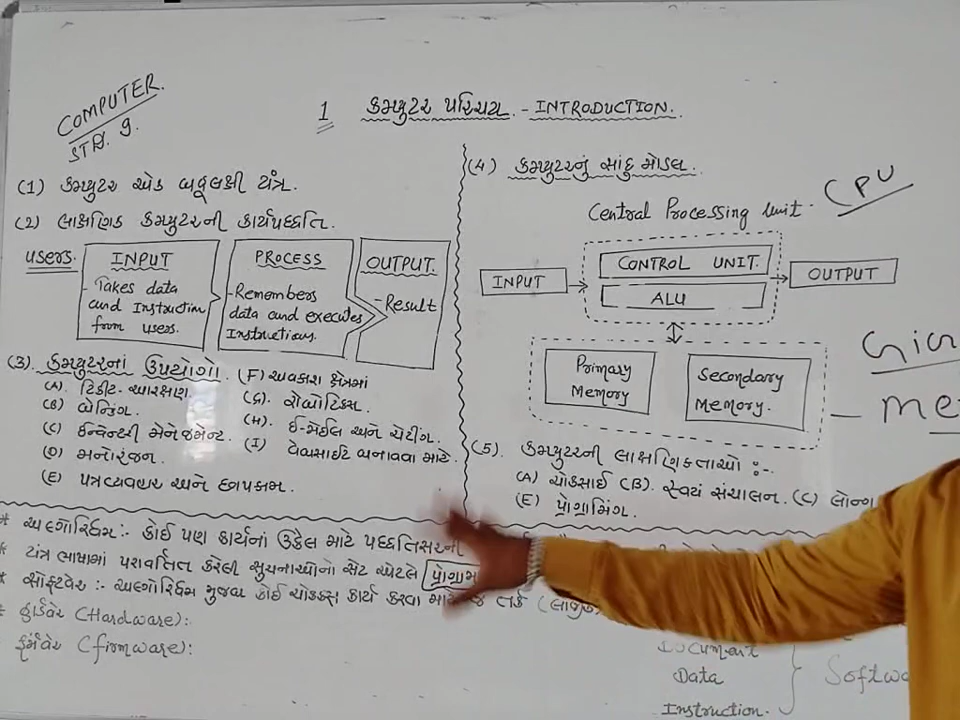 COMPUTER.
STD. 9.
1 કમ્પ્યુટર પરિચય. - INTRODUCTION.
(1) કમ્પ્યુટર એક બહુલક્ષી યંત્ર.
(2) લાક્ષણિક કમ્પ્યુટરની કાર્યપદ્ધતિ.
users.
INPUT
- Takes data
and Instruction
from users.
PROCESS
- Remembers
data and executes
Instructions.
OUTPUT.
- Result
(3). કમ્પ્યુટરનાં ઉપયોગો.
(A). ટિકીટ- આરક્ષણ.
(B) બેન્કિંગ.
(C) ઈન્વેન્ટરી મેનેજમેન્ટ.
(D) મનોરંજન.
(E) પત્રવ્યવહાર અને છાપકામ.
(F) અવકાશ ક્ષેત્રમાં
(G). રોબોટિક્સ.
(H). ઈ-મેઈલ અને ચેટીંગ.
(I) વેબસાઈટ બનાવવા માટે.
(4) કમ્પ્યુટરનું સાદું મોડલ.
CPU
Central Processing Unit.
INPUT
CONTROL UNIT.
ALU
OUTPUT
Primary
Memory
Secondary
Memory.
(5). કમ્પ્યુટરની લાક્ષણિકતાઓ :-.
(A) ચોકસાઈ (B). સ્વયં સંચાલન. (C) લોન્ગ
(E) પ્રોગ્રામિંગ.
* અલ્ગોરિધમ :- કોઈ પણ કાર્યનાં ઉકેલ માટે પદ્ધતિસરની
* યંત્ર ભાષામાં પરાવર્તિત કરેલી સુચનાઓનો સેટ એટલે પ્રોગ્રામ
* સોફ્ટવેર :- અલ્ગોરિધમ મુજબ કોઈ ચોક્કસ કાર્ય કરવા તર્ક
* હાર્ડવેર (Hardware):
ફર્મવેર (firmware):
Document
Data
Instruction.